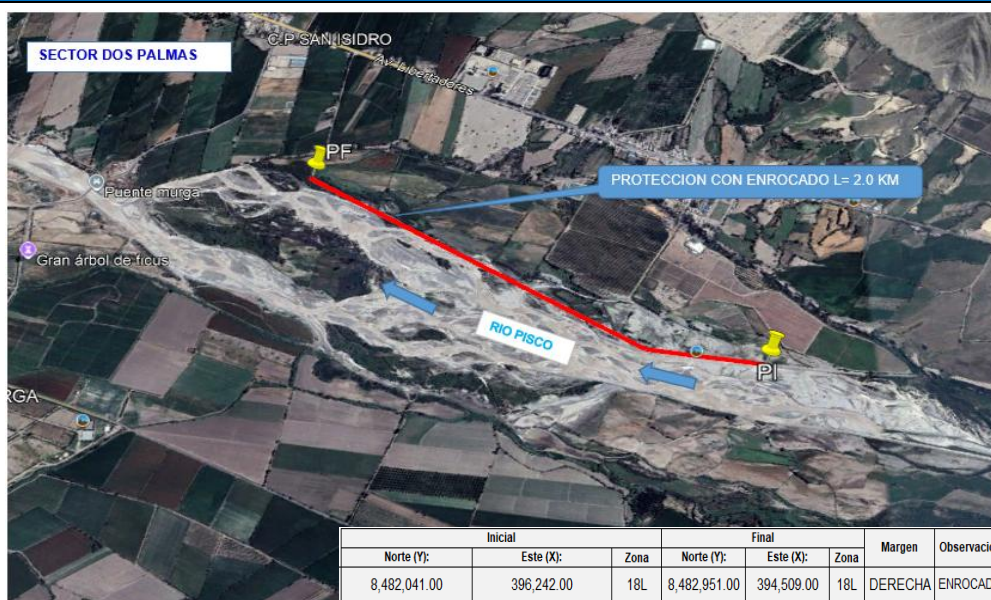 SECTOR DOS PALMAS
C.P SAN ISIDRO
Av. Libertadores
PF
PROTECCION CON ENROCADO L= 2.0 KM
Puente murga
Gran árbol de ficus
RIO PISCO
PI
RGA
Inicial Final Margen Observacio
Norte (Y): Este (X): Zona Norte (Y): Este (X): Zona
8,482,041.00 396,242.00 18L 8,482,951.00 394,509.00 18L DERECHA ENROCAD